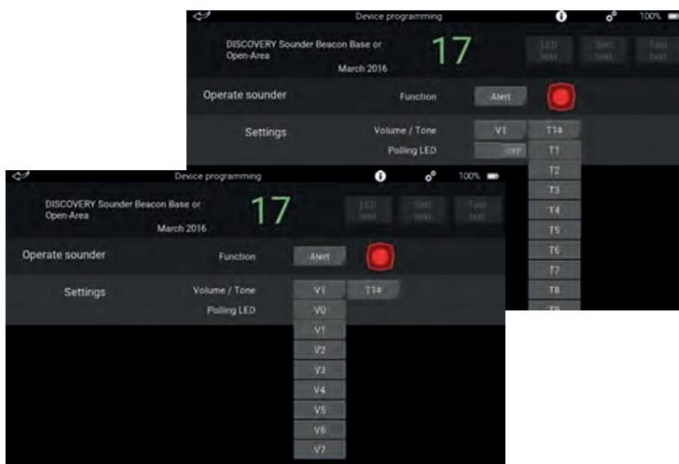 Device programming 100%
DISCOVERY Sounder Beacon Base or
Open-Area
17
LED test Self test Fast test
March 2016
Operate sounder Function Alert
Settings Volume / Tone V1 T14
Polling LED OFF T1
T2
T3
T4
T5
T6
T7
T8
T9
Device programming 100%
DISCOVERY Sounder Beacon Base or
Open-Area
17
LED test Self test Fast test
March 2016
Operate sounder Function Alert
Settings Volume / Tone V1 T14
Polling LED V0
V1
V2
V3
V4
V5
V6
V7